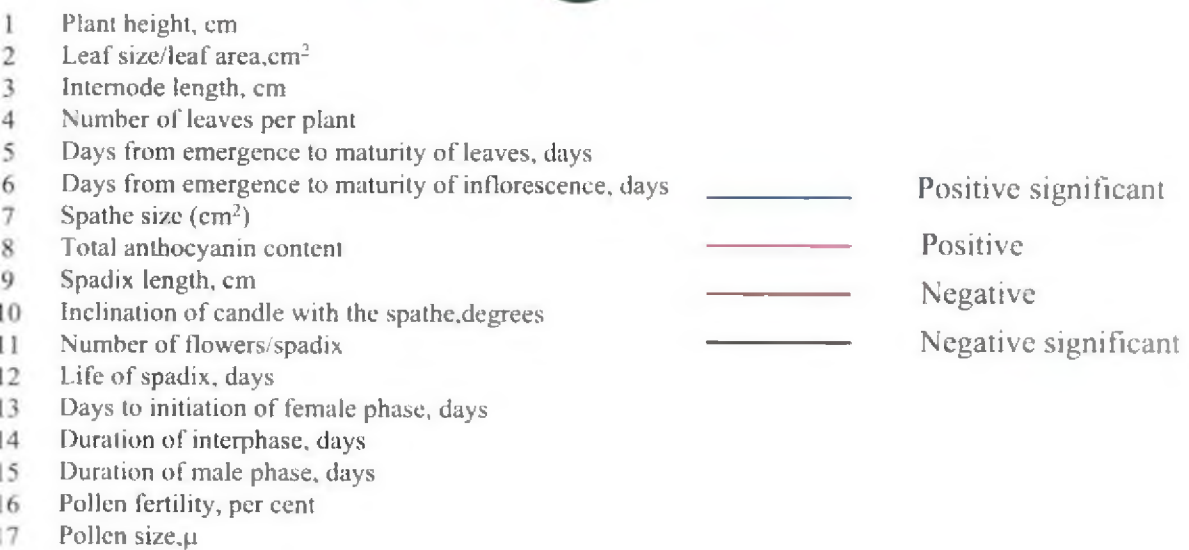 1 Plant height, cm
2 Leaf size/leaf area,cm²
3 Internode length, cm
4 Number of leaves per plant
5 Days from emergence to maturity of leaves, days
6 Days from emergence to maturity of inflorescence, days
7 Spathe size (cm²)
8 Total anthocyanin content
9 Spadix length, cm
10 Inclination of candle with the spathe,degrees
11 Number of flowers/spadix
12 Life of spadix, days
13 Days to initiation of female phase, days
14 Duration of interphase, days
15 Duration of male phase, days
16 Pollen fertility, per cent
17 Pollen size,µ
Positive significant
Positive
Negative
Negative significant